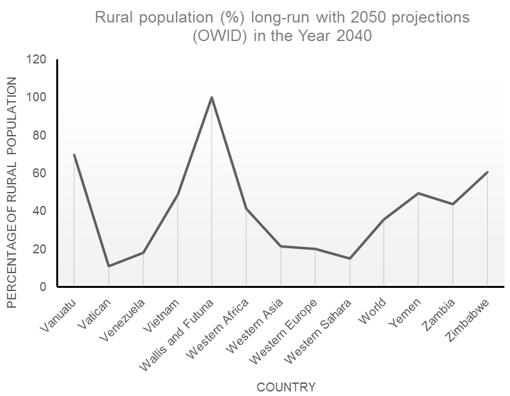 Rural population (%) long-run with 2050 projections
(OWID) in the Year 2040
PERCENTAGE OF RURAL POPULATION
120
100
80
60
40
20
0
Vanuatu
Vatican
Venezuela
Vietnam
Wallis and Futuna
Western Africa
Western Asia
Western Europe
Western Sahara
World
Yemen
Zambia
Zimbabwe
COUNTRY